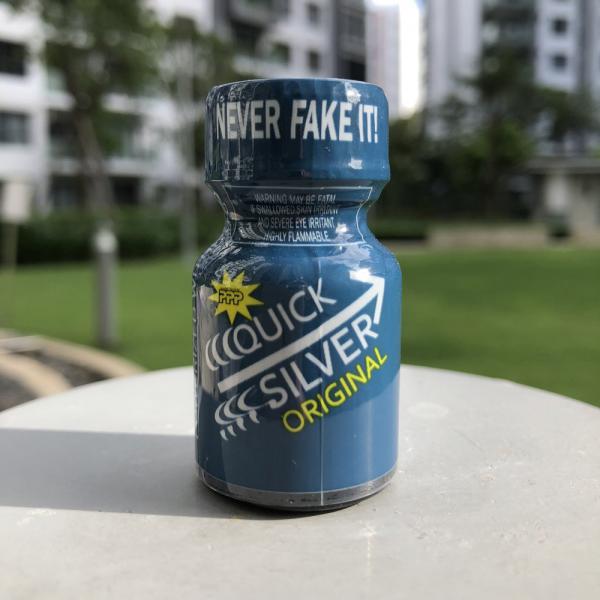 NEVER FAKE IT!
WARNING MAY BE FATAL
IF SWALLOWED SKIN IRRITANT
AND SEVERE EYE IRRITANT
HIGHLY FLAMMABLE
PPP
QUICK
SILVER
ORIGINAL